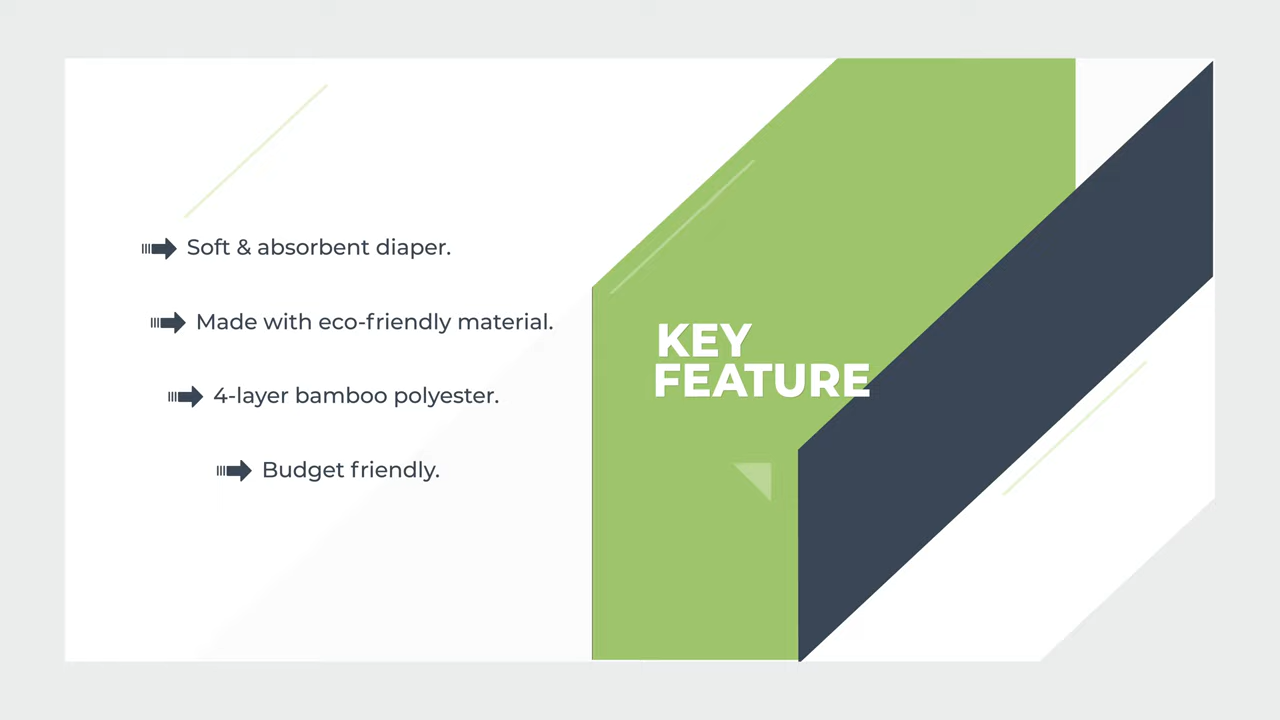 Soft & absorbent diaper.
Made with eco-friendly material.
4-layer bamboo polyester.
Budget friendly.
KEY
FEATURE